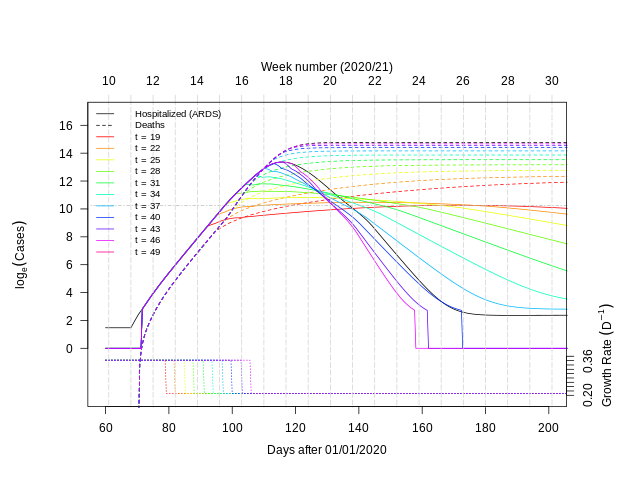 Week number (2020/21)
10 12 14 16 18 20 22 24 26 28 30
Hospitalized (ARDS)
Deaths
t = 19
t = 22
t = 25
t = 28
t = 31
t = 34
t = 37
t = 40
t = 43
t = 46
t = 49
16
14
12
10
8
6
4
2
0
logₑ(Cases)
0.36
0.20
Growth Rate (D⁻¹)
60 80 100 120 140 160 180 200
Days after 01/01/2020